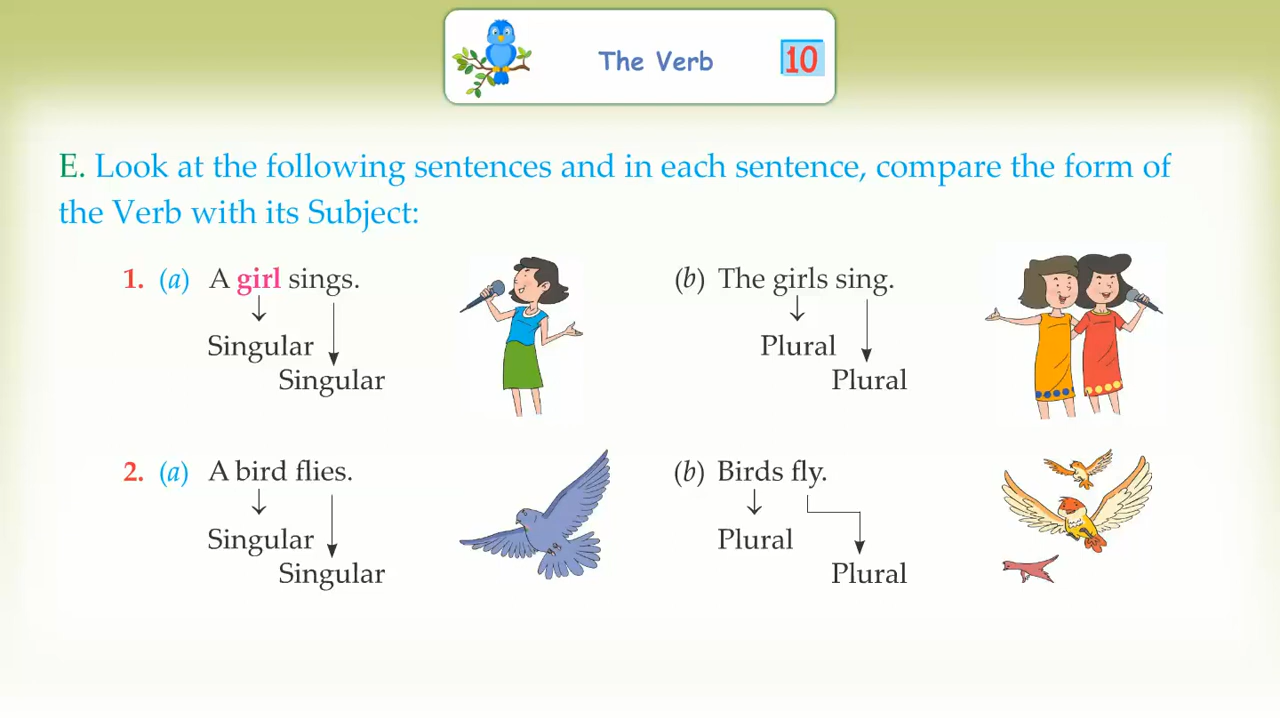 The Verb 10
E. Look at the following sentences and in each sentence, compare the form of
the Verb with its Subject:
1. (a) A girl sings. (b) The girls sing.
Singular Plural
Singular Plural
2. (a) A bird flies. (b) Birds fly.
Singular Plural
Singular Plural